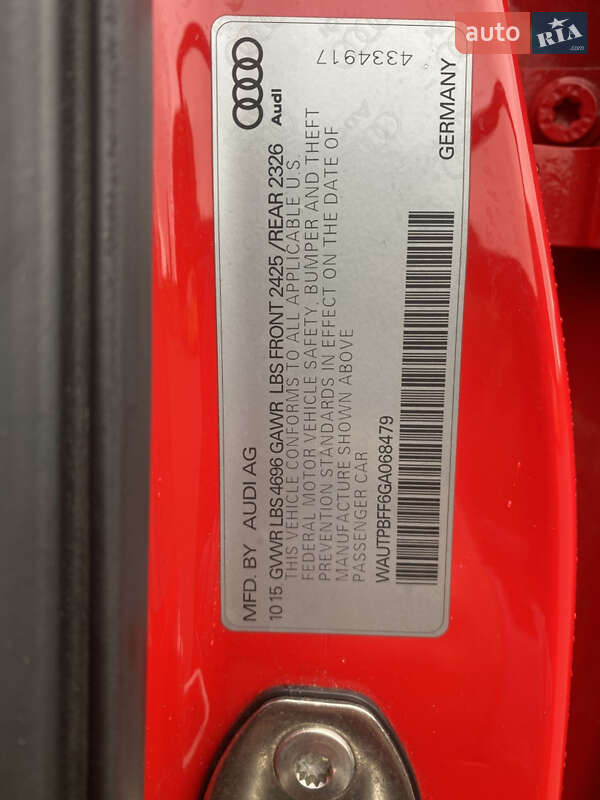 Audi
4334917
MFD. BY AUDI AG
GERMANY
1015 GVWR LBS 4696 GAWR LBS FRONT 2425 /REAR 2326
THIS VEHICLE CONFORMS TO ALL APPLICABLE U.S.
FEDERAL MOTOR VEHICLE SAFETY, BUMPER AND THEFT
PREVENTION STANDARDS IN EFFECT ON THE DATE OF
MANUFACTURE SHOWN ABOVE
PASSENGER CAR
WAUTPBFF6GA068479
auto RIA .com